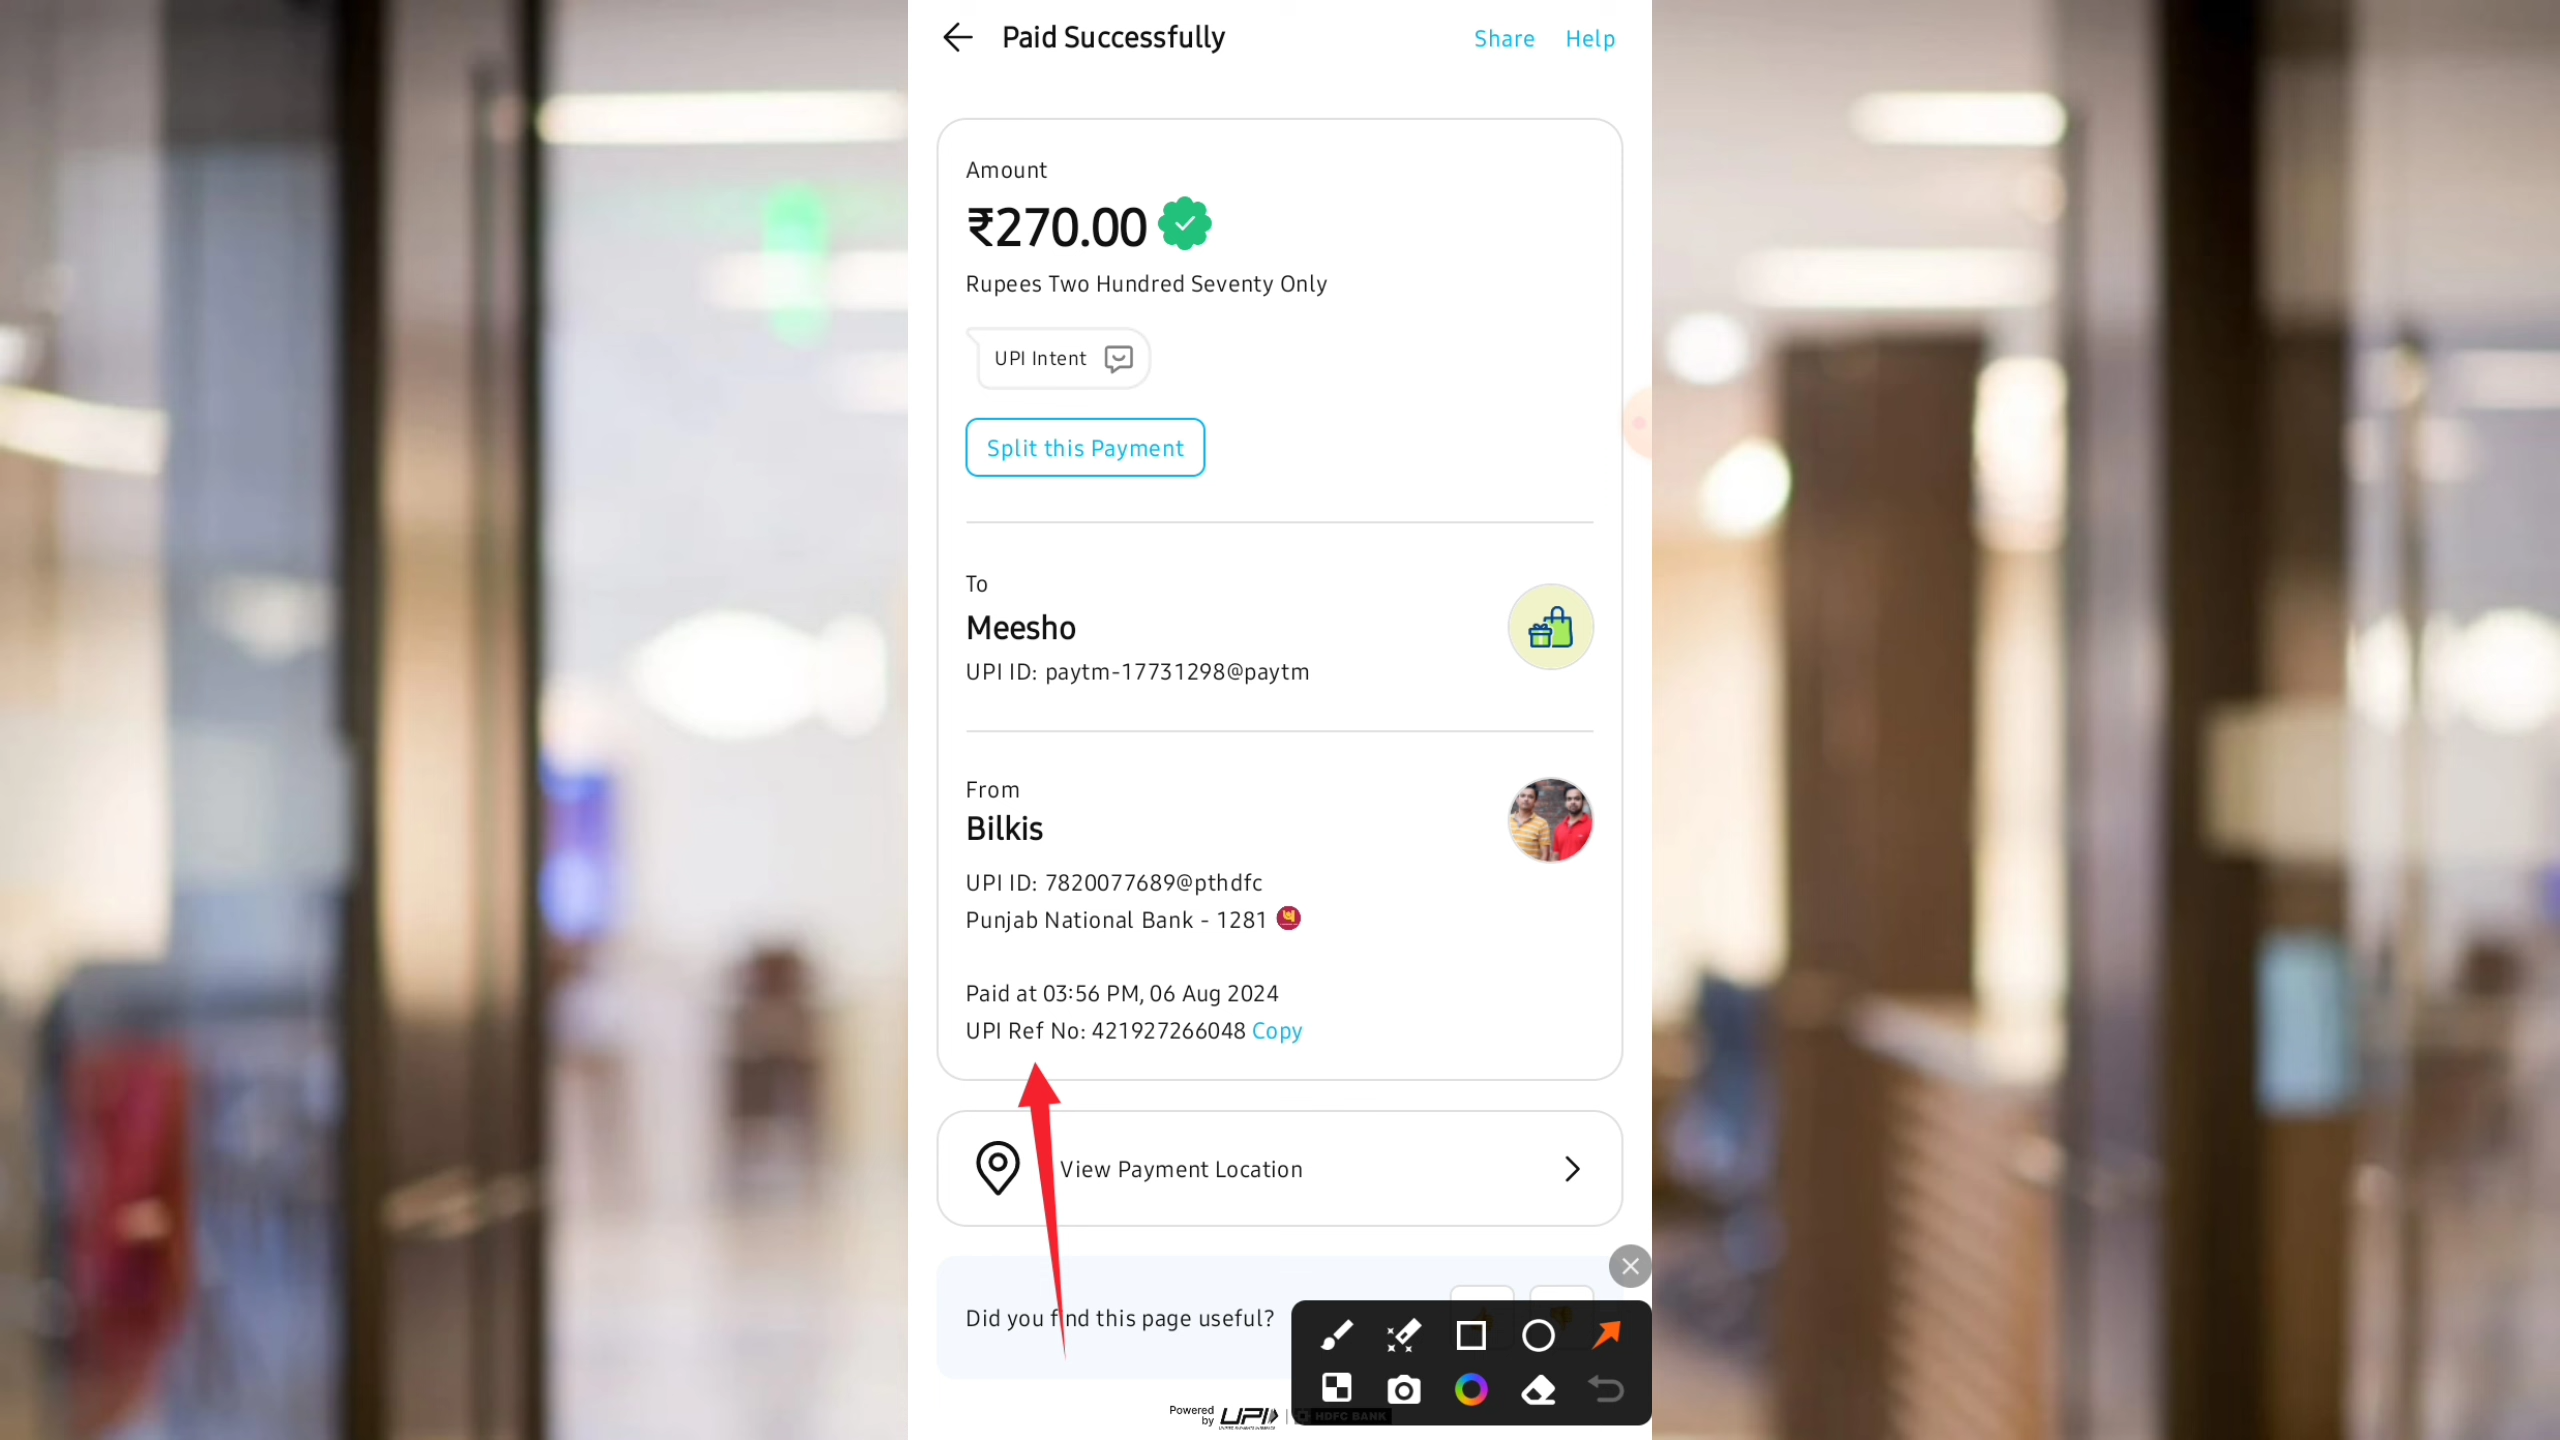 Paid Successfully
Share Help
Amount
₹270.00
Rupees Two Hundred Seventy Only
UPI Intent
Split this Payment
To
Meesho
UPI ID: paytm-17731298@paytm
From
Bilkis
UPI ID: 7820077689@pthdfc
Punjab National Bank - 1281
Paid at 03:56 PM, 06 Aug 2024
UPI Ref No: 421927266048 Copy
View Payment Location
Did you find this page useful?
Powered by UPI | HDFC BANK